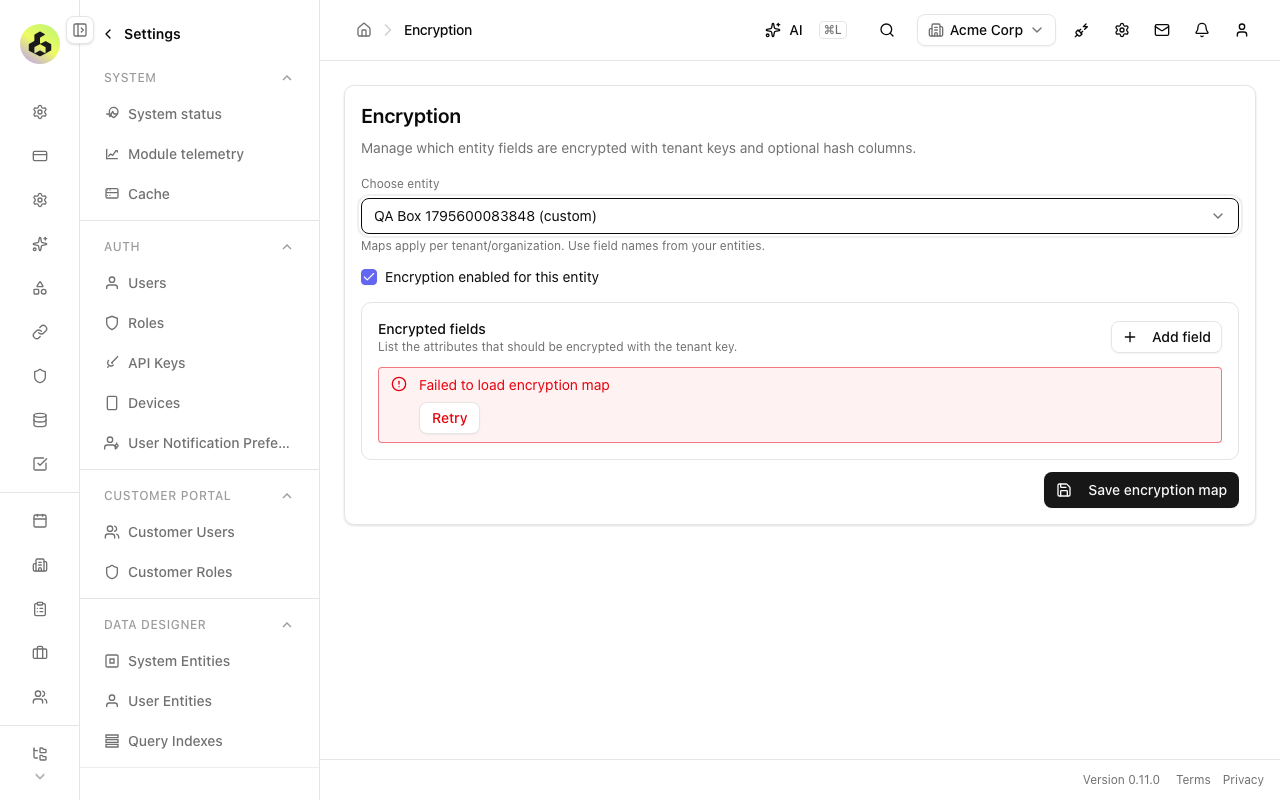 Settings
SYSTEM
System status
Module telemetry
Cache
AUTH
Users
Roles
API Keys
Devices
User Notification Prefe...
CUSTOMER PORTAL
Customer Users
Customer Roles
DATA DESIGNER
System Entities
User Entities
Query Indexes
Encryption
AI ⌘L
Acme Corp
Encryption
Manage which entity fields are encrypted with tenant keys and optional hash columns.
Choose entity
QA Box 1795600083848 (custom)
Maps apply per tenant/organization. Use field names from your entities.
Encryption enabled for this entity
Encrypted fields
List the attributes that should be encrypted with the tenant key.
Add field
Failed to load encryption map
Retry
Save encryption map
Version 0.11.0 Terms Privacy